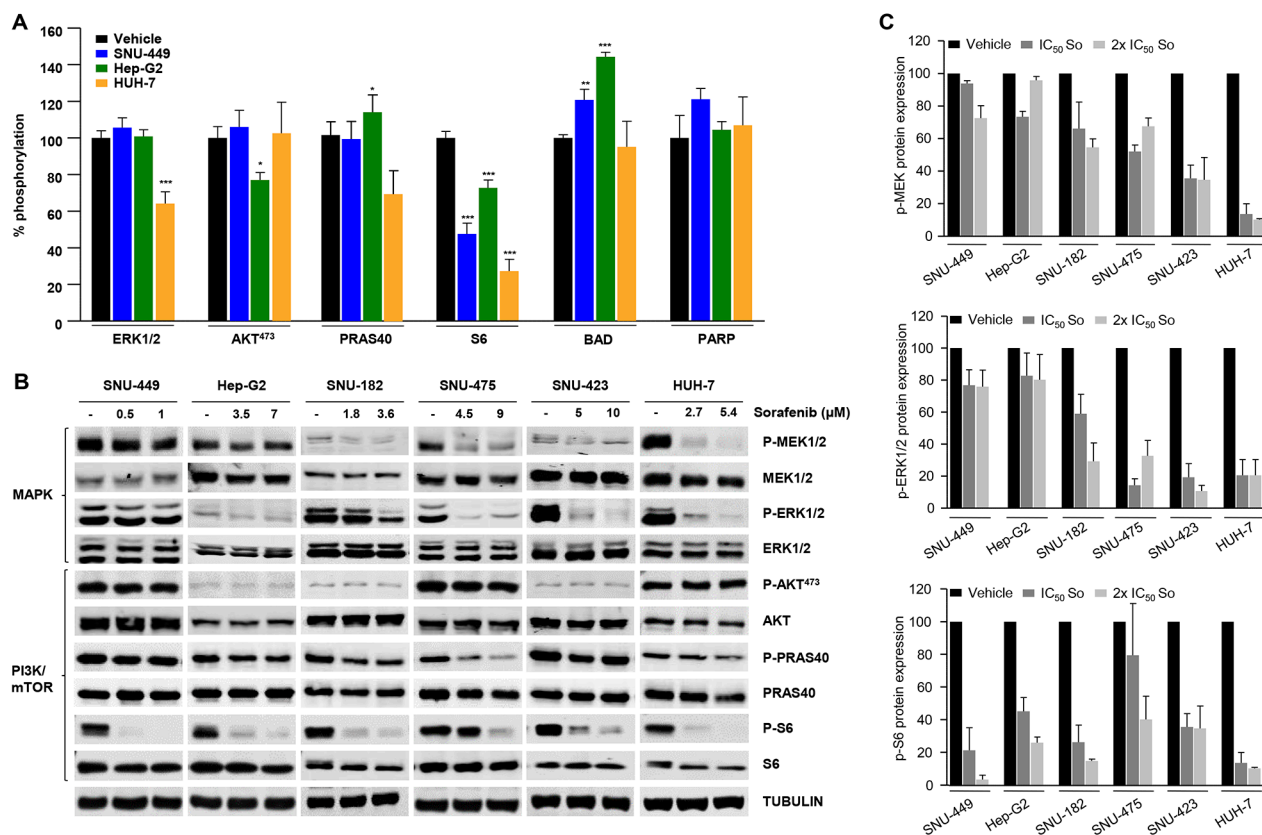 A
% phosphorylation
160
140
120
100
80
60
40
20
0
Vehicle
SNU-449
Hep-G2
HUH-7
***
*
*
***
***
***
**
***
ERK1/2 AKT⁴⁷³ PRAS40 S6 BAD PARP
B
SNU-449 Hep-G2 SNU-182 SNU-475 SNU-423 HUH-7
- 0.5 1 - 3.5 7 - 1.8 3.6 - 4.5 9 - 5 10 - 2.7 5.4 Sorafenib (µM)
MAPK
P-MEK1/2
MEK1/2
P-ERK1/2
ERK1/2
PI3K/
mTOR
P-AKT⁴⁷³
AKT
P-PRAS40
PRAS40
P-S6
S6
TUBULIN
C
Vehicle IC₅₀ So 2x IC₅₀ So
p-MEK protein expression
120
100
80
60
40
20
0
SNU-449 Hep-G2 SNU-182 SNU-475 SNU-423 HUH-7
Vehicle IC₅₀ So 2x IC₅₀ So
p-ERK1/2 protein expression
120
100
80
60
40
20
0
SNU-449 Hep-G2 SNU-182 SNU-475 SNU-423 HUH-7
Vehicle IC₅₀ So 2x IC₅₀ So
p-S6 protein expression
120
100
80
60
40
20
0
SNU-449 Hep-G2 SNU-182 SNU-475 SNU-423 HUH-7